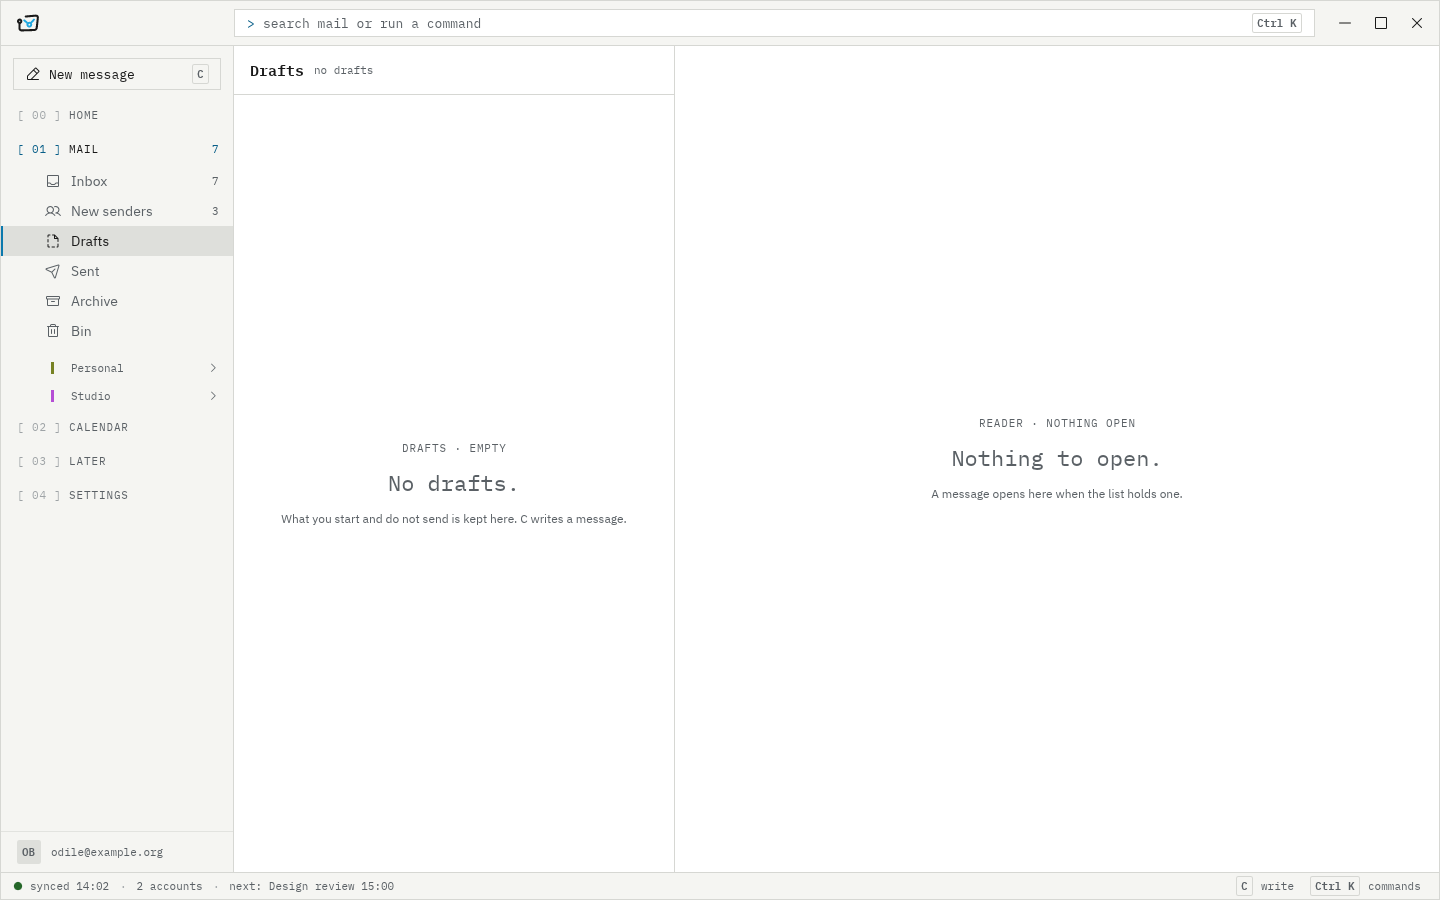 > search mail or run a command Ctrl K
New message C
[ 00 ] HOME
[ 01 ] MAIL 7
Inbox 7
New senders 3
Drafts
Sent
Archive
Bin
Personal
Studio
[ 02 ] CALENDAR
[ 03 ] LATER
[ 04 ] SETTINGS
OB odile@example.org
Drafts no drafts
DRAFTS · EMPTY
No drafts.
What you start and do not send is kept here. C writes a message.
READER · NOTHING OPEN
Nothing to open.
A message opens here when the list holds one.
synced 14:02 · 2 accounts · next: Design review 15:00
C write Ctrl K commands